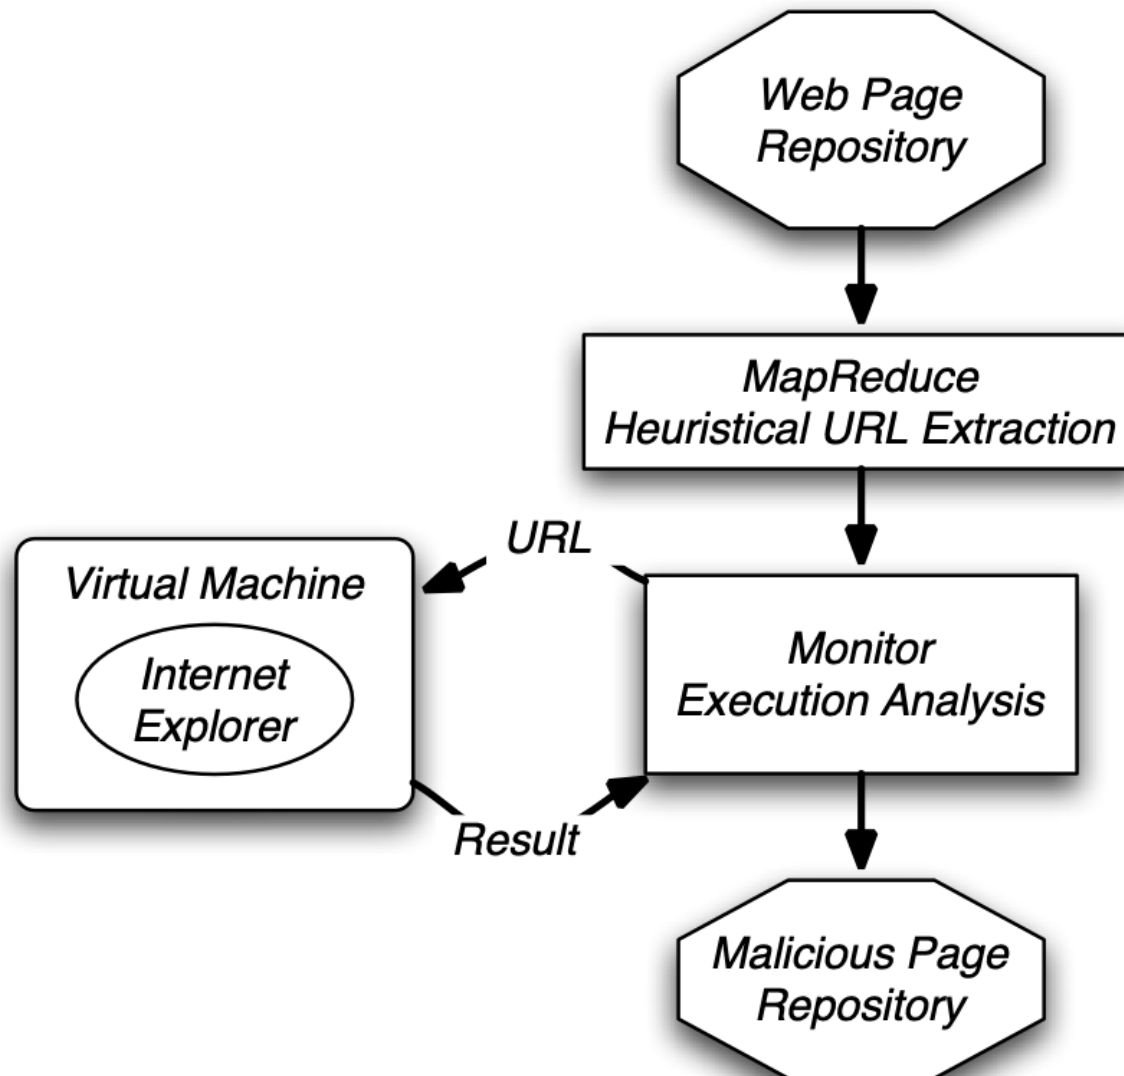 Web Page
Repository
MapReduce
Heuristical URL Extraction
URL
Virtual Machine
Internet
Explorer
Monitor
Execution Analysis
Result
Malicious Page
Repository